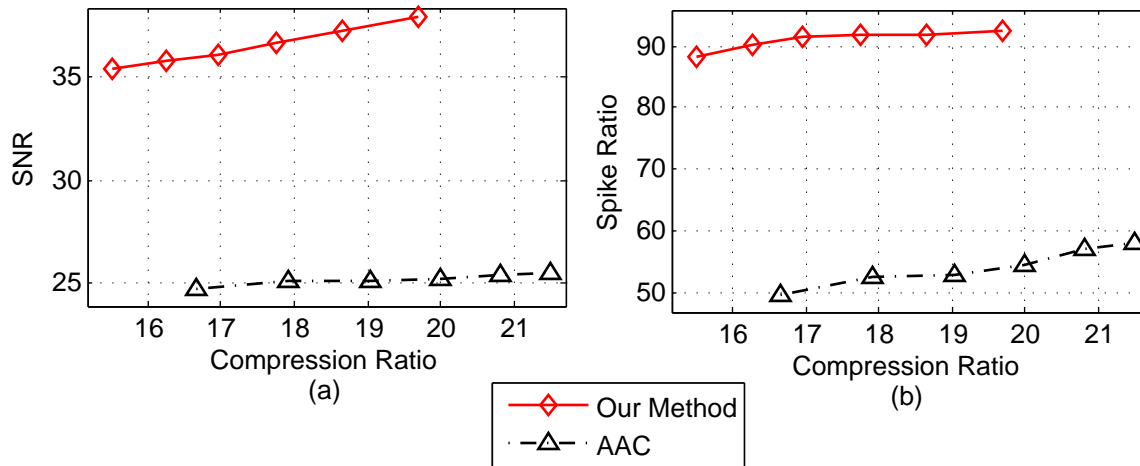 SNR
35
30
25
16 17 18 19 20 21
Compression Ratio
(a)
Spike Ratio
90
80
70
60
50
16 17 18 19 20 21
Compression Ratio
(b)
Our Method
AAC